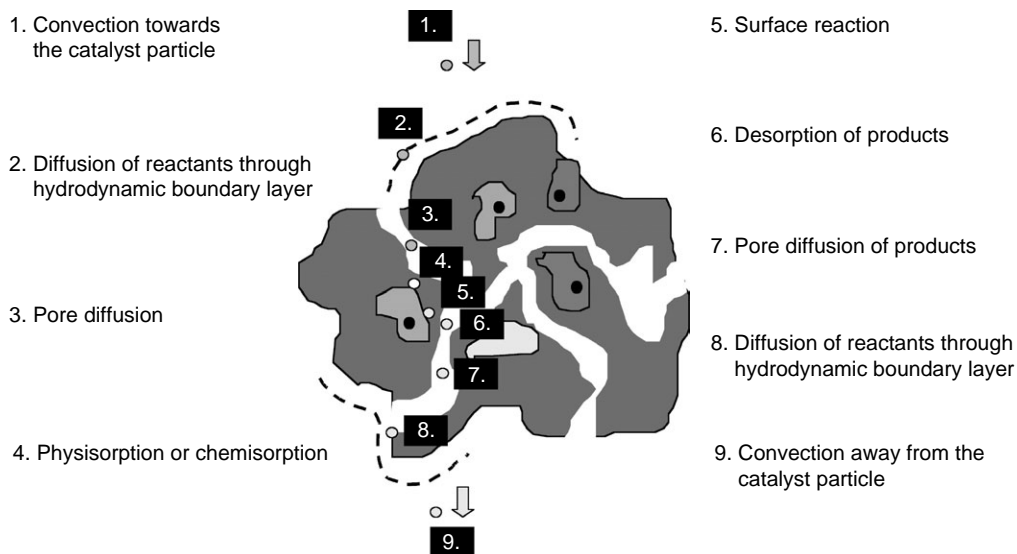 1. Convection towards
the catalyst particle
2. Diffusion of reactants through
hydrodynamic boundary layer
3. Pore diffusion
4. Physisorption or chemisorption
1.
2.
3.
4.
5.
6.
7.
8.
9.
5. Surface reaction
6. Desorption of products
7. Pore diffusion of products
8. Diffusion of reactants through
hydrodynamic boundary layer
9. Convection away from the
catalyst particle